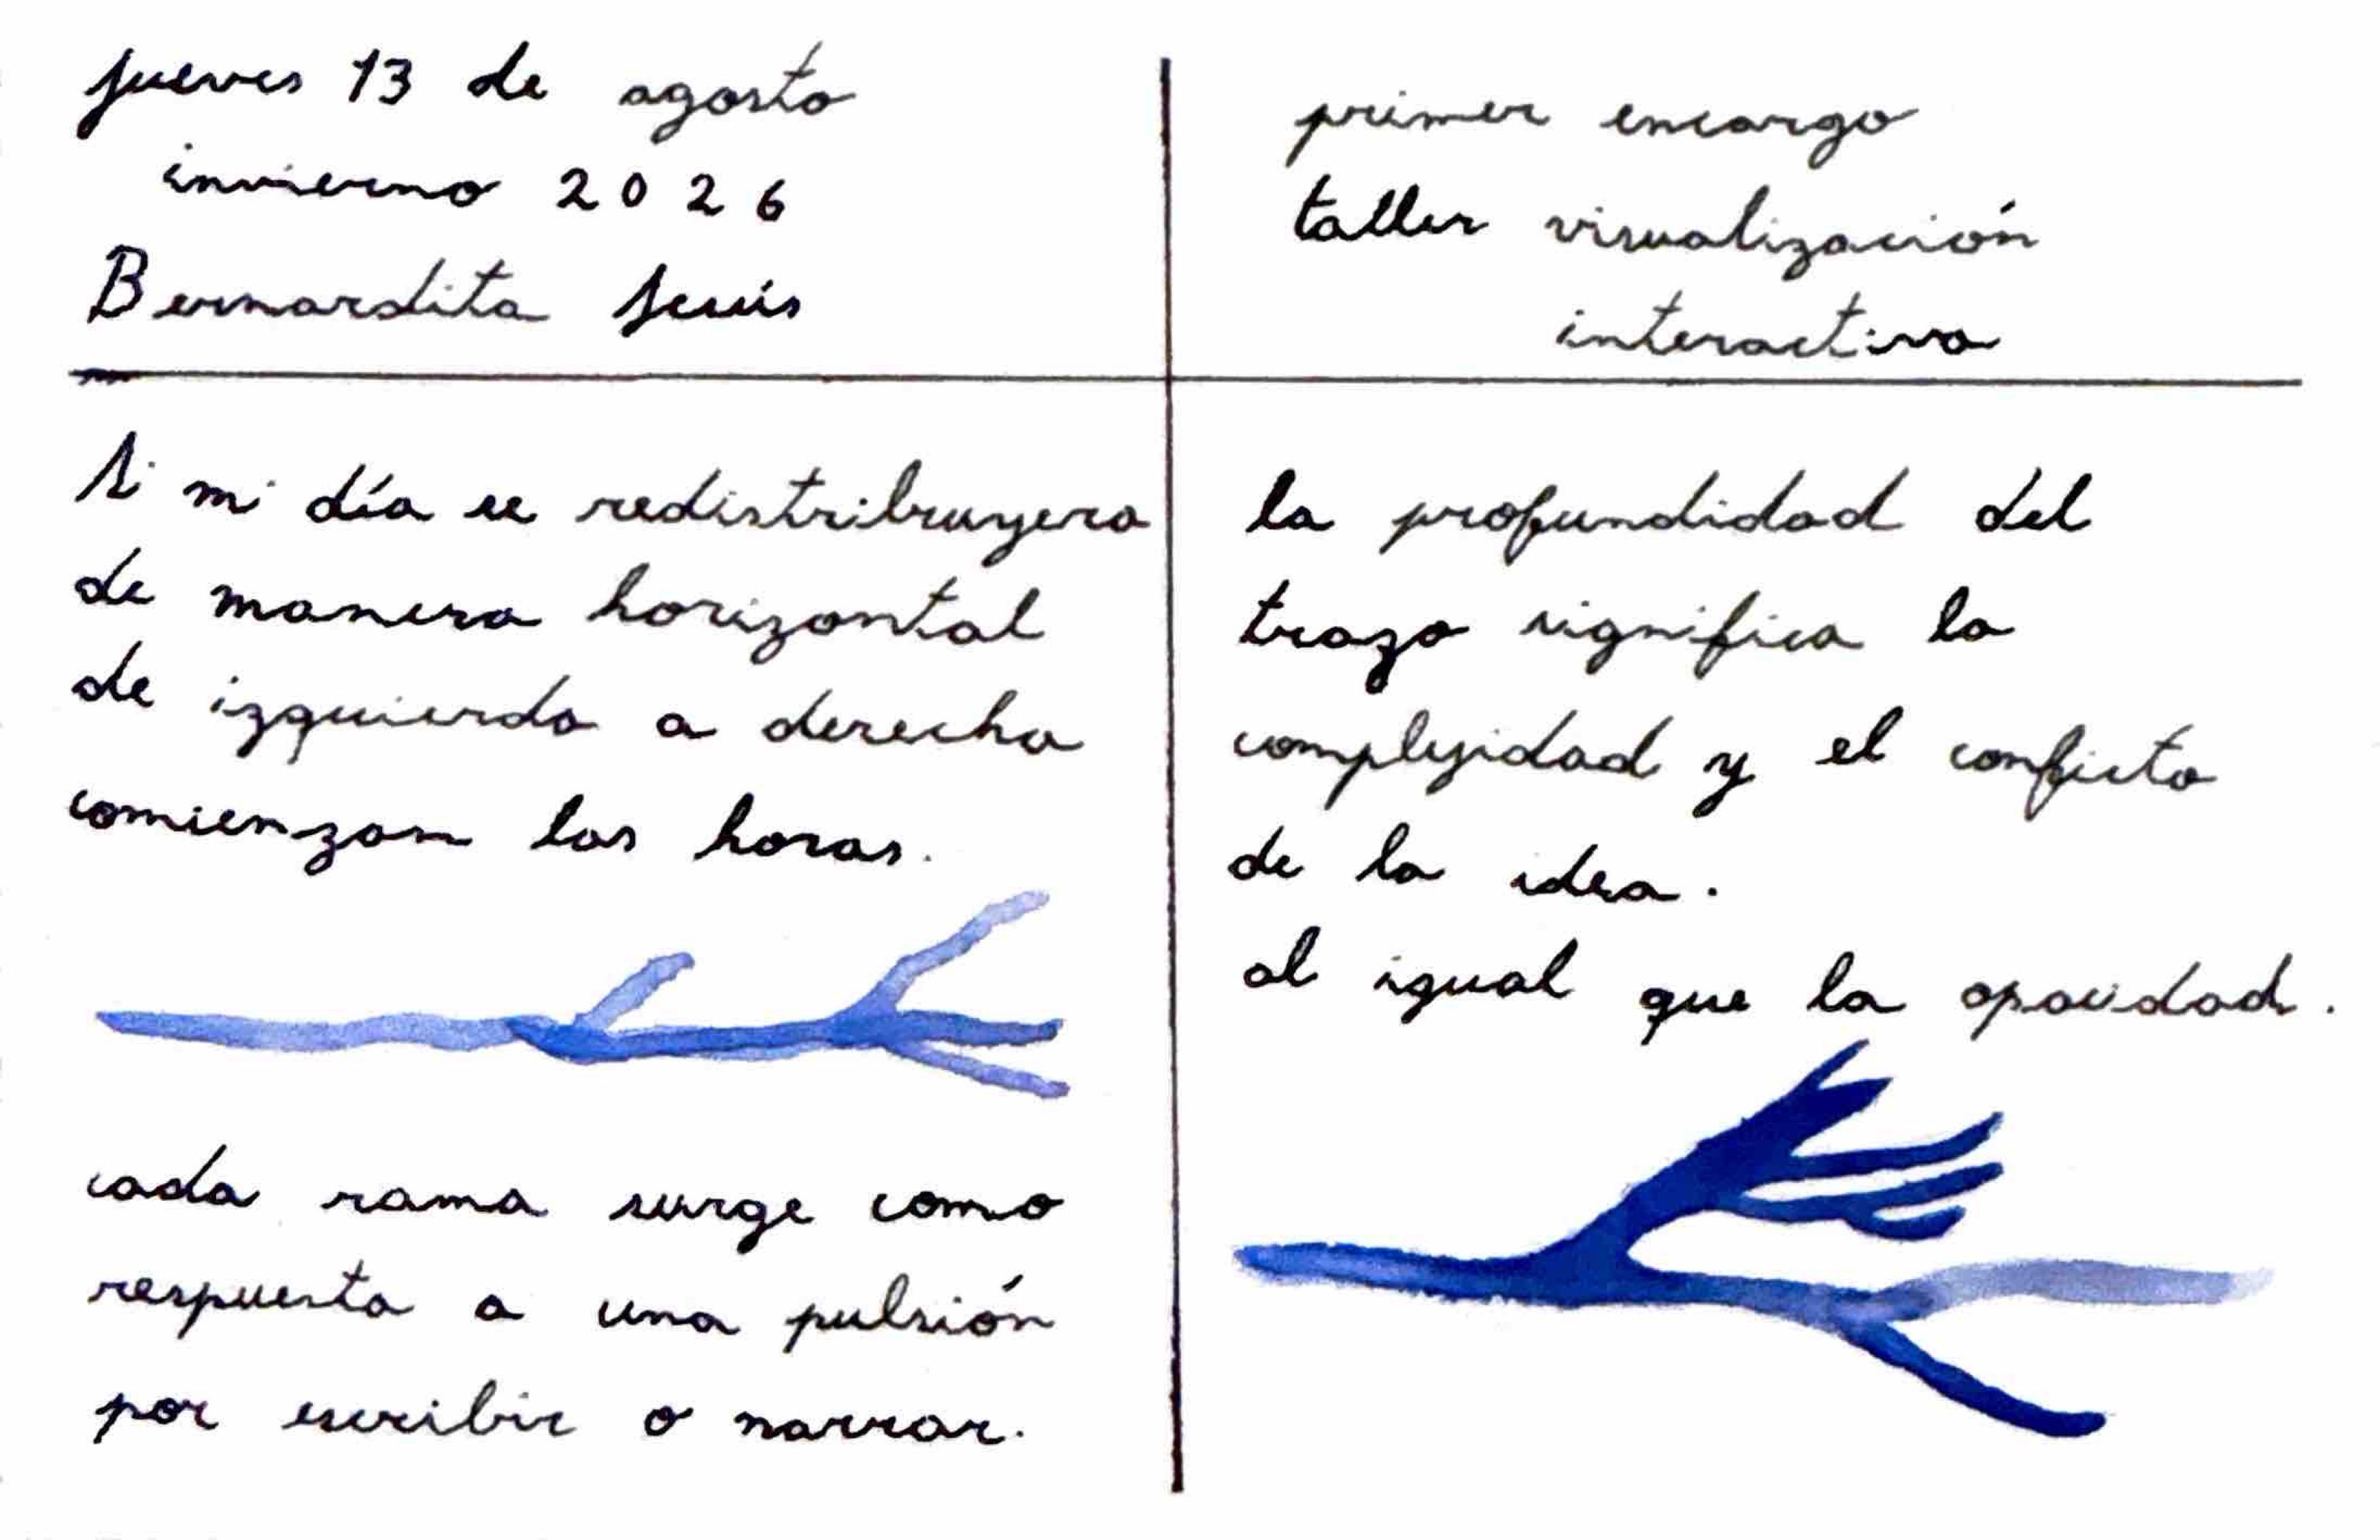 jueves 13 de agosto
invierno 2026
Bernardita Jesús
primer encargo
taller visualización
interactiva
Si mi día se redistribuyera
de manera horizontal
de izquierda a derecha
comienzan las horas.
cada rama surge como
respuesta a una pulsión
por escribir o narrar.
la profundidad del
trazo significa la
complejidad y el conflicto
de la idea.
al igual que la opacidad.